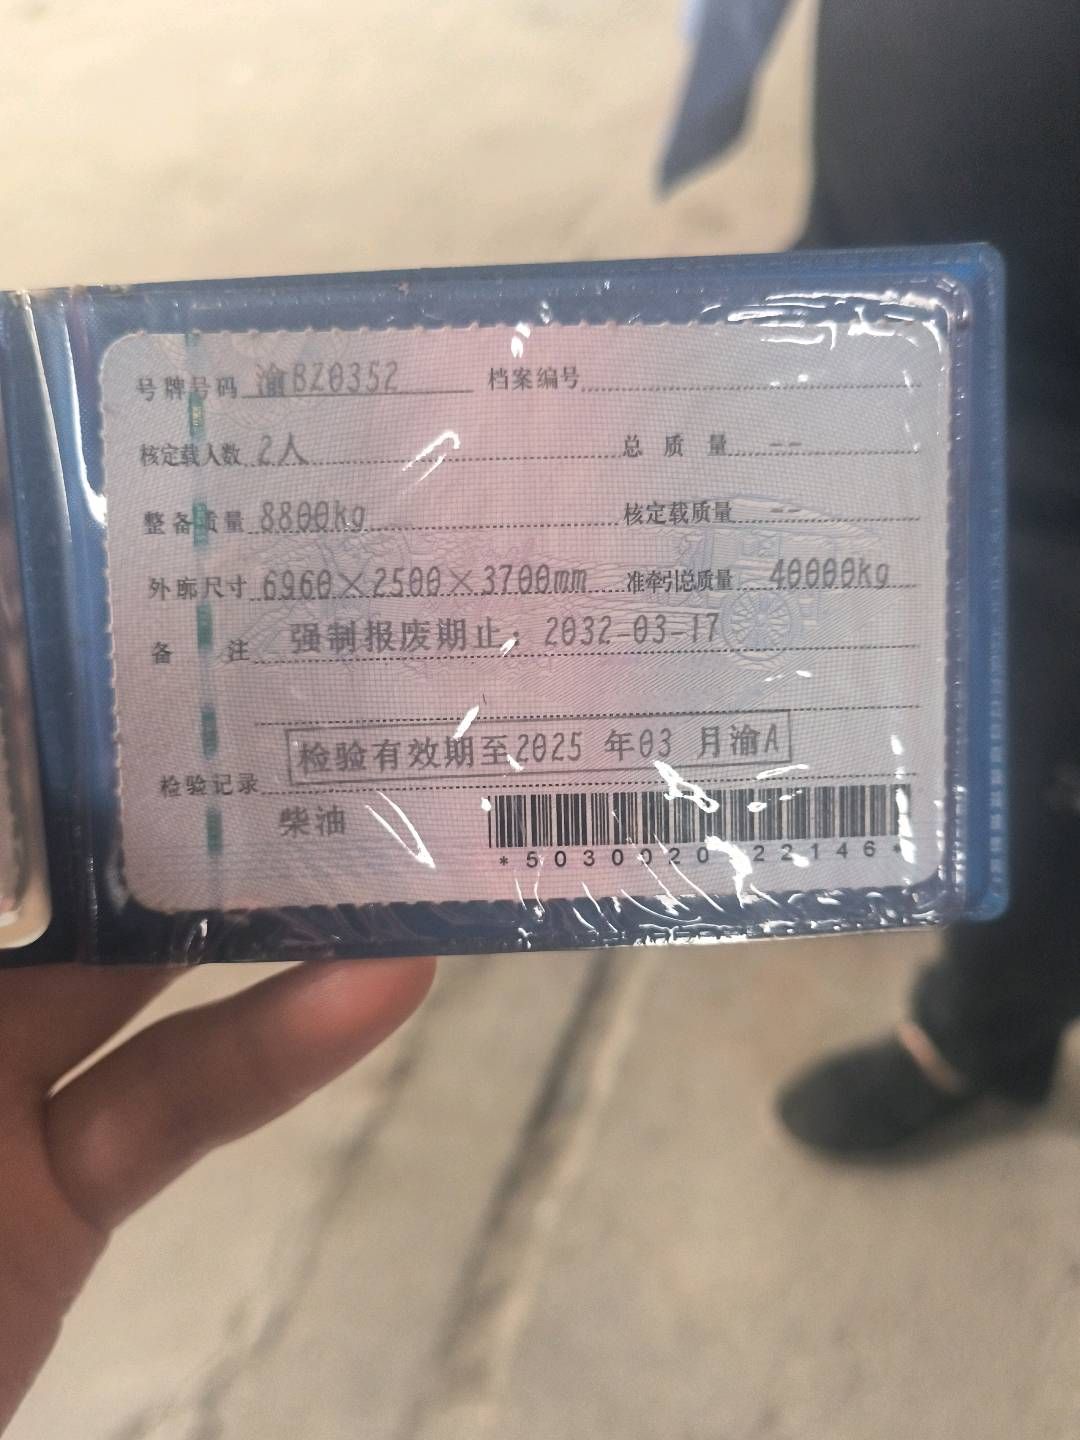 号牌号码 渝BZ0352 档案编号
核定载人数 2人 总质量 --
整备质量 8800kg 核定载质量 --
外廓尺寸 6960×2500×3700mm 准牵引总质量 40000kg
备注 强制报废期止：2032-03-17
检验有效期至2025年03月渝A
检验记录
柴油
*5030020 22146*